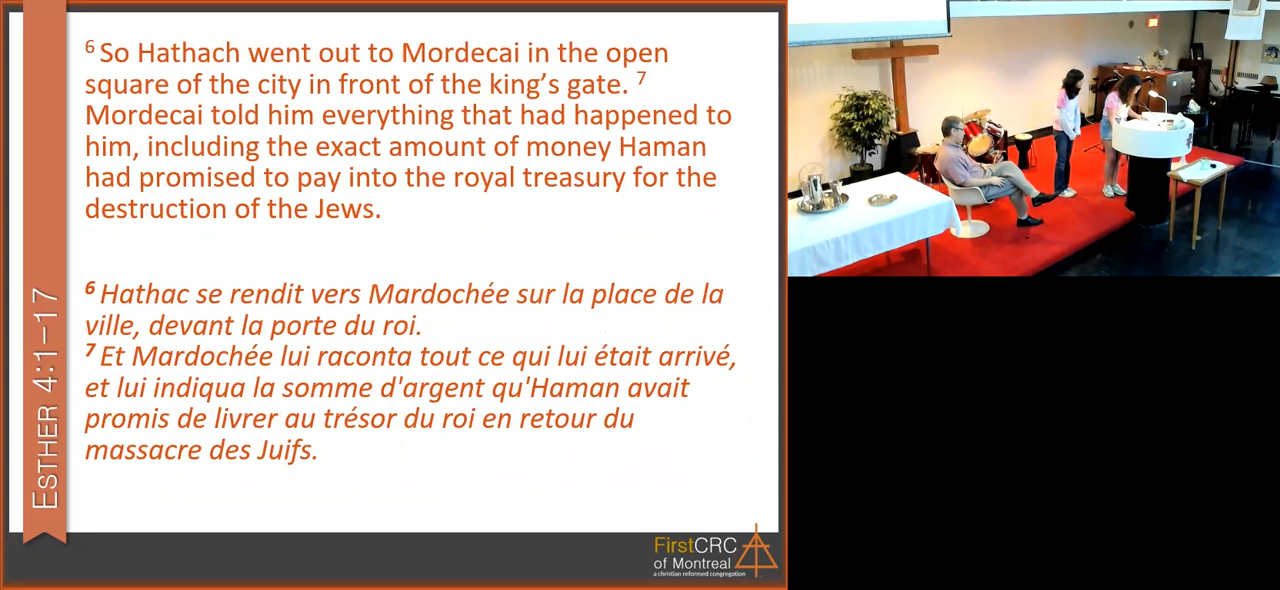 ⁶ So Hathach went out to Mordecai in the open
square of the city in front of the king’s gate. ⁷
Mordecai told him everything that had happened to
him, including the exact amount of money Haman
had promised to pay into the royal treasury for the
destruction of the Jews.
⁶ Hathac se rendit vers Mardochée sur la place de la
ville, devant la porte du roi.
⁷ Et Mardochée lui raconta tout ce qui lui était arrivé,
et lui indiqua la somme d'argent qu'Haman avait
promis de livrer au trésor du roi en retour du
massacre des Juifs.
ESTHER 4:1–17
FirstCRC
of Montreal
a christian reformed congregation